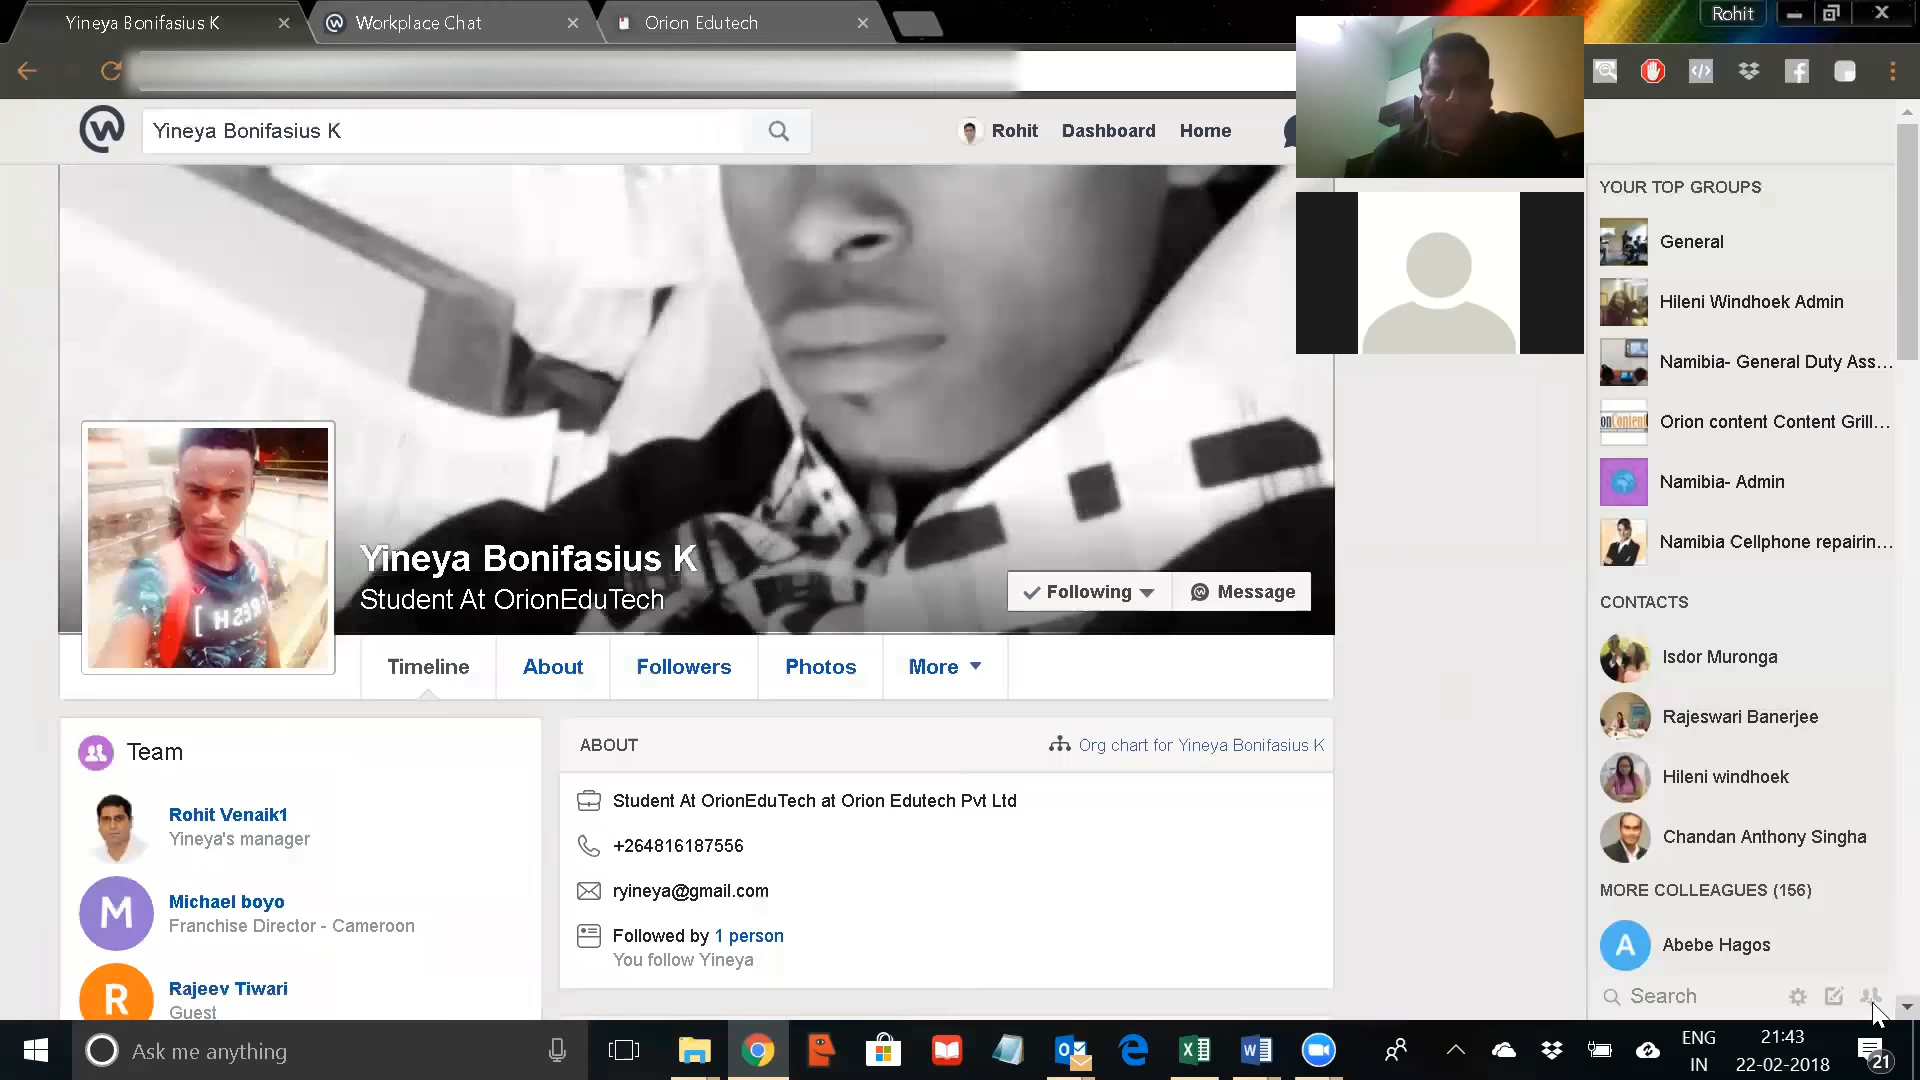 Yineya Bonifasius K
Workplace Chat
Orion Edutech
Rohit
Yineya Bonifasius K
Rohit
Dashboard
Home
Yineya Bonifasius K
Student At OrionEduTech
Following
Message
Timeline
About
Followers
Photos
More
Team
Rohit Venaik1
Yineya's manager
Michael boyo
Franchise Director - Cameroon
Rajeev Tiwari
Guest
ABOUT
Org chart for Yineya Bonifasius K
Student At OrionEduTech at Orion Edutech Pvt Ltd
+264816187556
ryineya@gmail.com
Followed by 1 person
You follow Yineya
YOUR TOP GROUPS
General
Hileni Windhoek Admin
Namibia- General Duty Ass...
Orion content Content Grill...
Namibia- Admin
Namibia Cellphone repairin...
CONTACTS
Isdor Muronga
Rajeswari Banerjee
Hileni windhoek
Chandan Anthony Singha
MORE COLLEAGUES (156)
A
Abebe Hagos
Search
M
R
Ask me anything
ENG
IN
21:43
22-02-2018
21